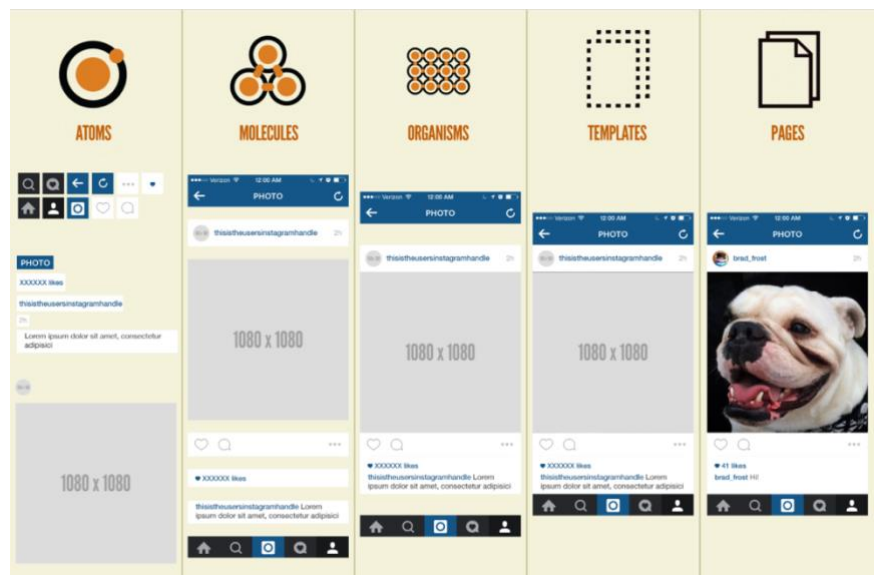 ATOMS
PHOTO
XXXXXX likes
thisistheusersinstagramhandle
2h
Lorem ipsum dolor sit amet, consectetur
adipisici
1080 x 1080
MOLECULES
Verizon 12:00 AM
PHOTO
thisistheusersinstagramhandle 2h
1080 x 1080
XXXXXX likes
thisistheusersinstagramhandle Lorem
ipsum dolor sit amet, consectetur adipisici
ORGANISMS
Verizon 12:00 AM
PHOTO
thisistheusersinstagramhandle 2h
1080 x 1080
XXXXXX likes
thisistheusersinstagramhandle Lorem
ipsum dolor sit amet, consectetur adipisici
TEMPLATES
Verizon 12:00 AM
PHOTO
thisistheusersinstagramhandle 2h
1080 x 1080
XXXXXX likes
thisistheusersinstagramhandle Lorem
ipsum dolor sit amet, consectetur adipisici
PAGES
Verizon 12:00 AM
PHOTO
brad_frost 2h
41 likes
brad_frost Hi!